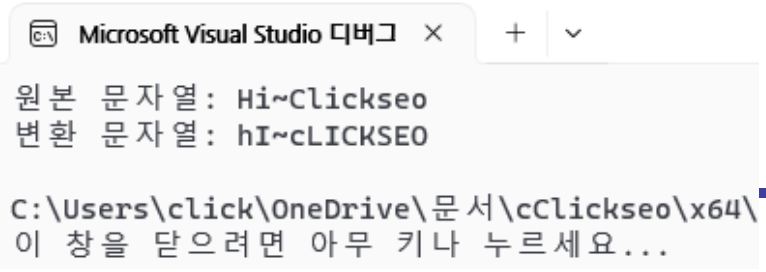 Microsoft Visual Studio 디버그
원본 문자열: Hi~Clickseo
변환 문자열: hI~cLICKSEO
C:\Users\click\OneDrive\문서\cClickseo\x64\
이 창을 닫으려면 아무 키나 누르세요...